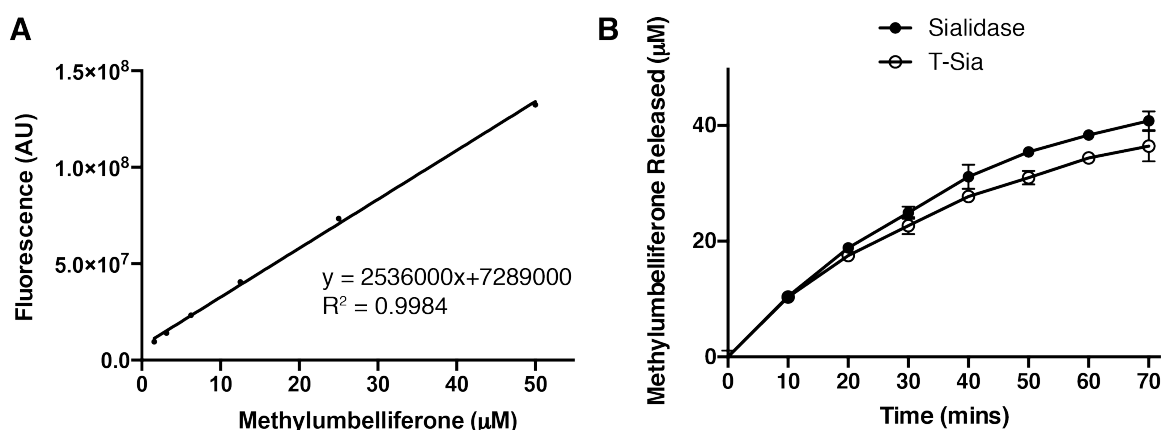 A
Fluorescence (AU)
1.5×10⁸
1.0×10⁸
5.0×10⁷
0.0
0 10 20 30 40 50
Methylumbelliferone (μM)
y = 2536000x+7289000
R² = 0.9984
B
Sialidase
T-Sia
Methylumbelliferone Released (μM)
40
20
0
0 10 20 30 40 50 60 70
Time (mins)